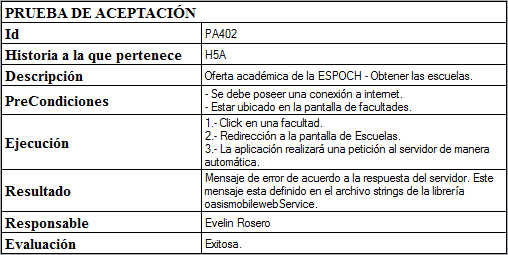 PRUEBA DE ACEPTACIÓN
Id PA402
Historia a la que pertenece H5A
Descripción Oferta académica de la ESPOCH - Obtener las escuelas.
PreCondiciones - Se debe poseer una conexión a internet.
- Estar ubicado en la pantalla de facultades.
Ejecución 1.- Click en una facultad.
2.- Redirección a la pantalla de Escuelas.
3.- La aplicación realizará una petición al servidor de manera
automática.
Resultado Mensaje de error de acuerdo a la respuesta del servidor. Este
mensaje esta definido en el archivo strings de la librería
oasismobilewebService.
Responsable Evelin Rosero
Evaluación Exitosa.